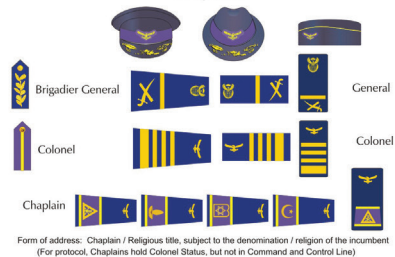 Brigadier General
General
Colonel
Colonel
Chaplain
Form of address: Chaplain / Religious title, subject to the denomination / religion of the incumbent
(For protocol, Chaplains hold Colonel Status, but not in Command and Control Line)